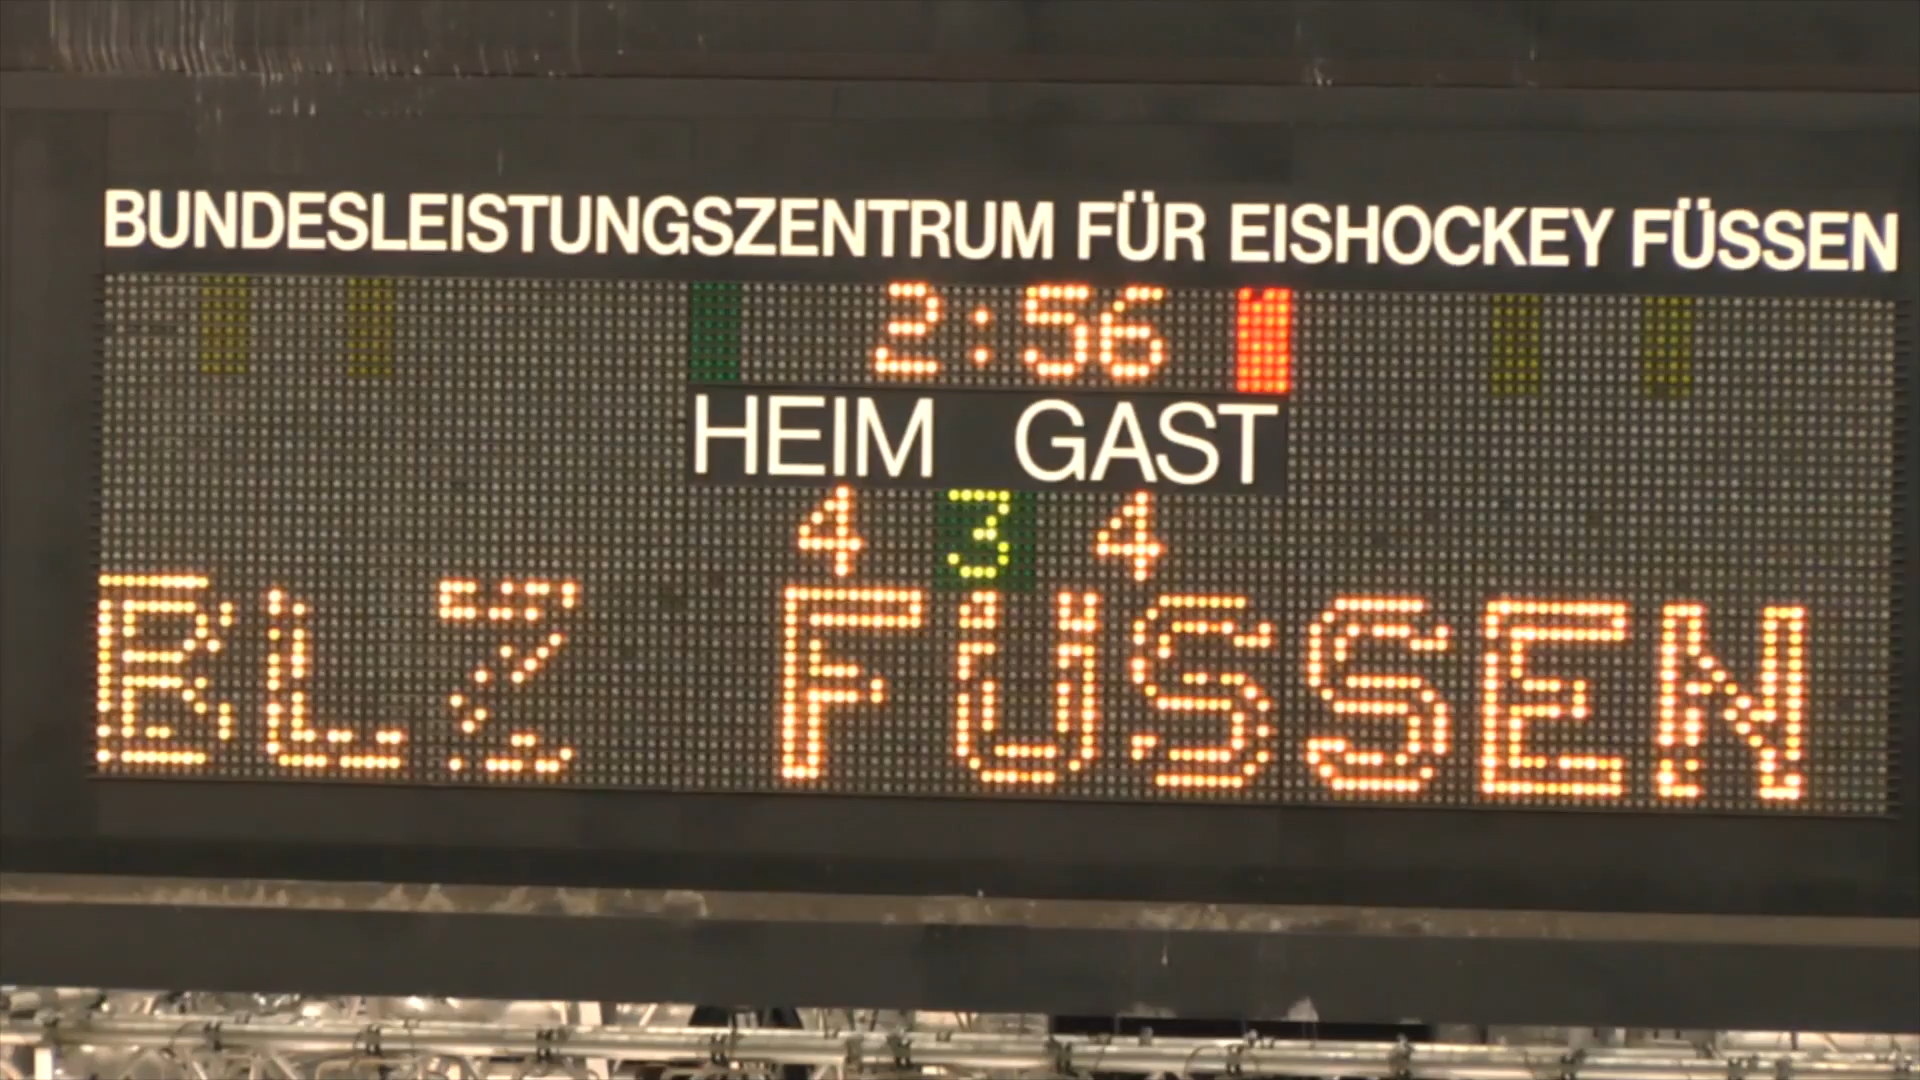 BUNDESLEISTUNGSZENTRUM FÜR EISHOCKEY FÜSSEN
2:56
HEIM GAST
4 3 4
BLZ FÜSSEN